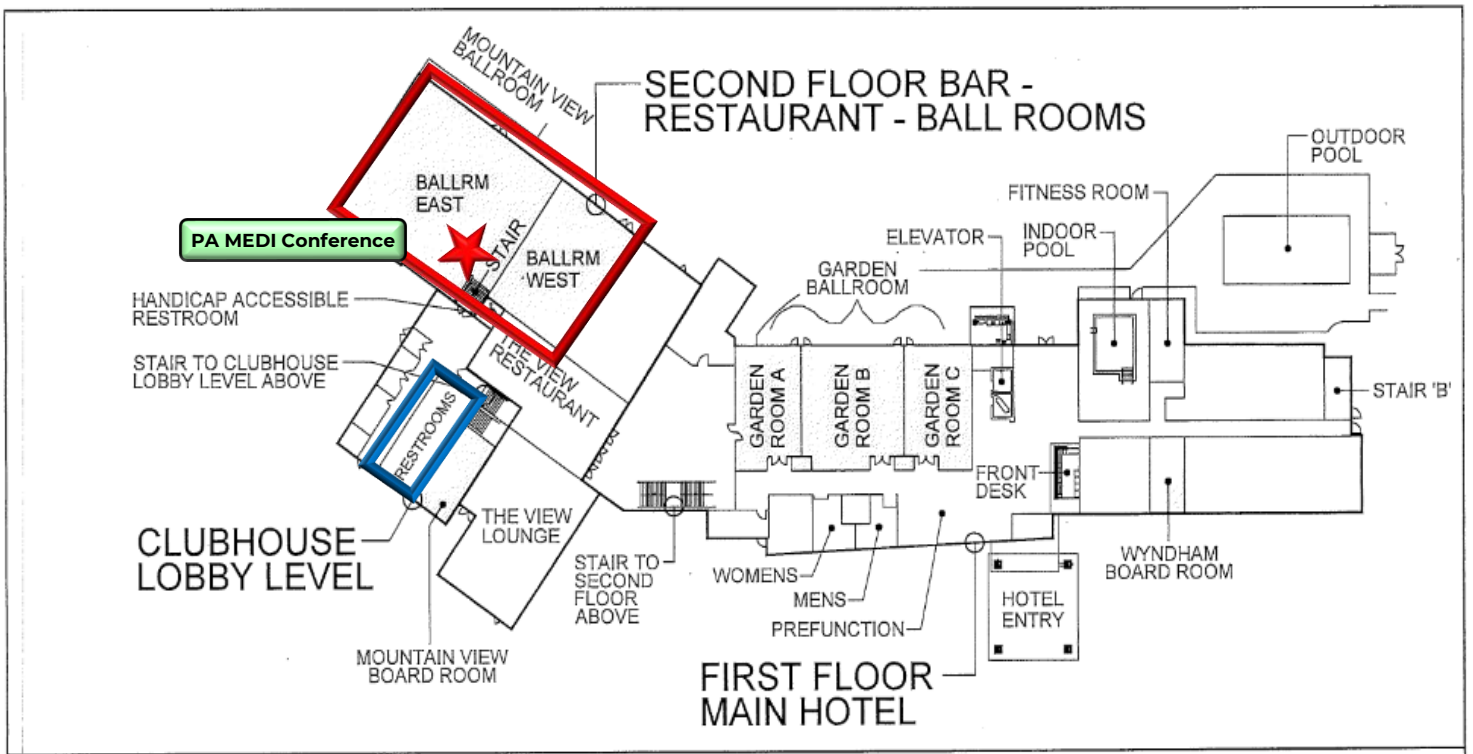 MOUNTAIN VIEW
BALLROOM
SECOND FLOOR BAR -
RESTAURANT - BALL ROOMS
OUTDOOR
POOL
FITNESS ROOM
BALLRM
EAST
PA MEDI Conference
STAIR
BALLRM
WEST
ELEVATOR
INDOOR
POOL
GARDEN
BALLROOM
HANDICAP ACCESSIBLE
RESTROOM
STAIR TO CLUBHOUSE
LOBBY LEVEL ABOVE
THE VIEW
RESTAURANT
GARDEN
ROOM A
GARDEN
ROOM B
GARDEN
ROOM C
STAIR 'B'
RESTROOMS
FRONT
DESK
THE VIEW
LOUNGE
CLUBHOUSE
LOBBY LEVEL
STAIR TO
SECOND
FLOOR
ABOVE
WOMENS
MENS
PREFUNCTION
WYNDHAM
BOARD ROOM
HOTEL
ENTRY
MOUNTAIN VIEW
BOARD ROOM
FIRST FLOOR
MAIN HOTEL